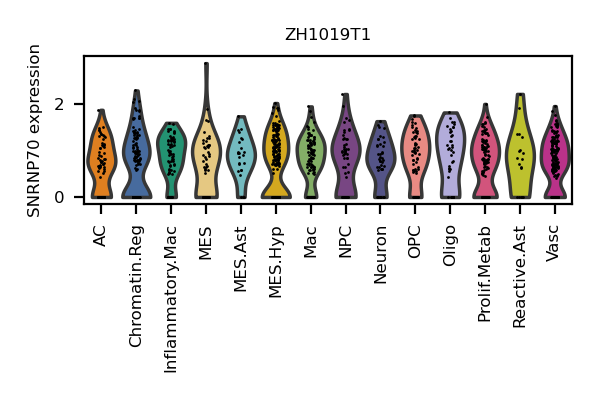 ZH1019T1
SNRNP70 expression
2
0
AC
Chromatin.Reg
Inflammatory.Mac
MES
MES.Ast
MES.Hyp
Mac
NPC
Neuron
OPC
Oligo
Prolif.Metab
Reactive.Ast
Vasc